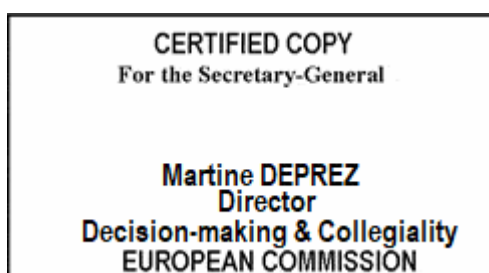 CERTIFIED COPY
For the Secretary-General
Martine DEPREZ
Director
Decision-making & Collegiality
EUROPEAN COMMISSION